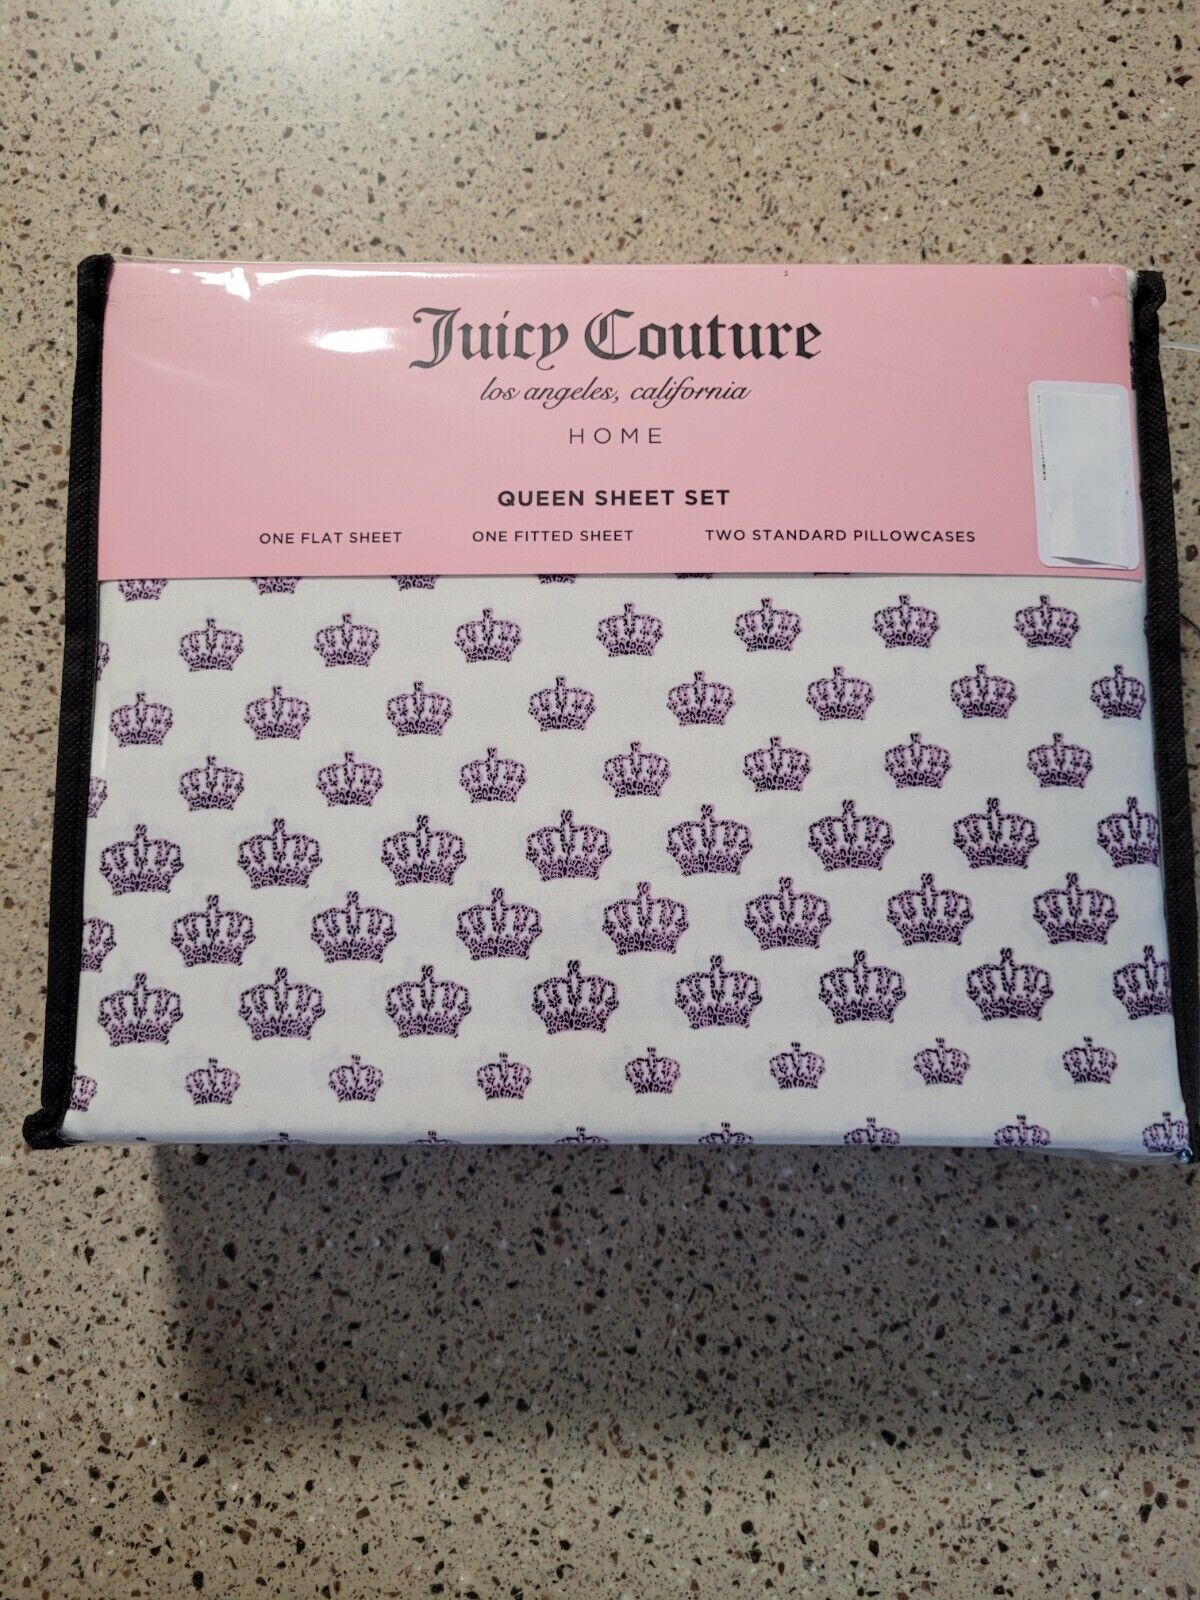 Juicy Couture
los angeles, california
HOME
QUEEN SHEET SET
ONE FLAT SHEET ONE FITTED SHEET TWO STANDARD PILLOWCASES